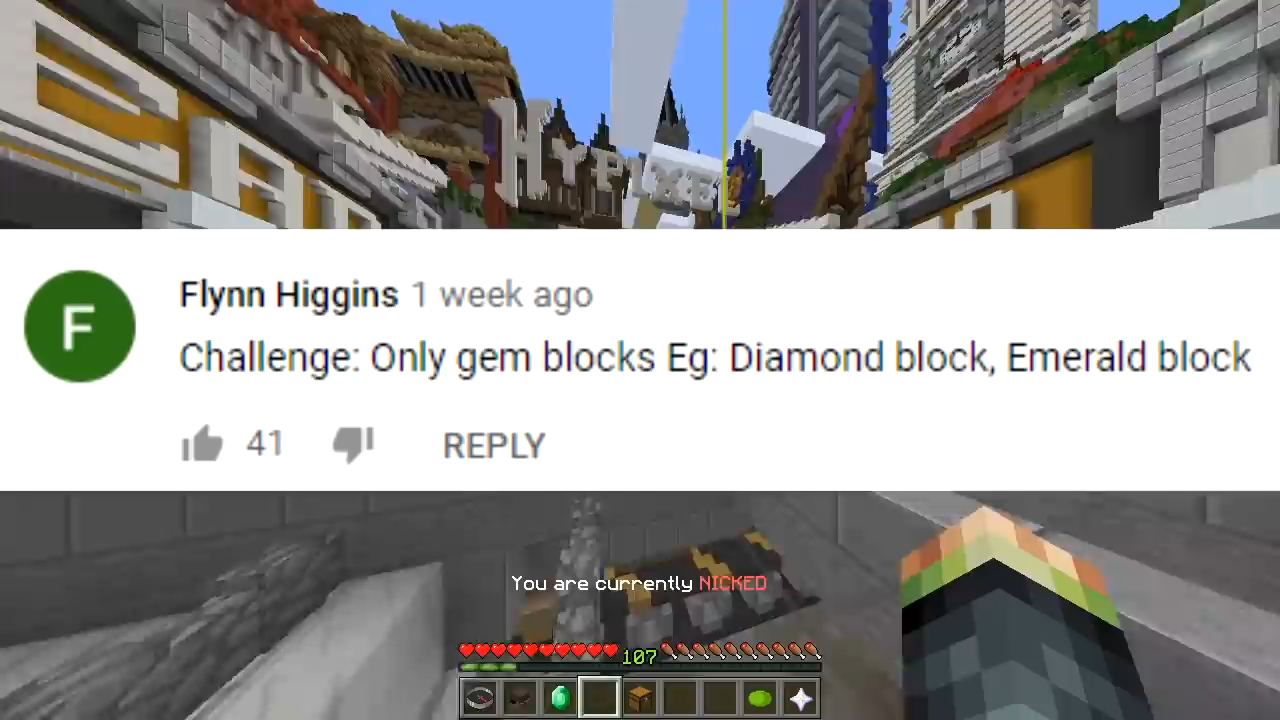 HYPIXEL
F
Flynn Higgins 1 week ago
Challenge: Only gem blocks Eg: Diamond block, Emerald block
41
REPLY
You are currently NICKED
107